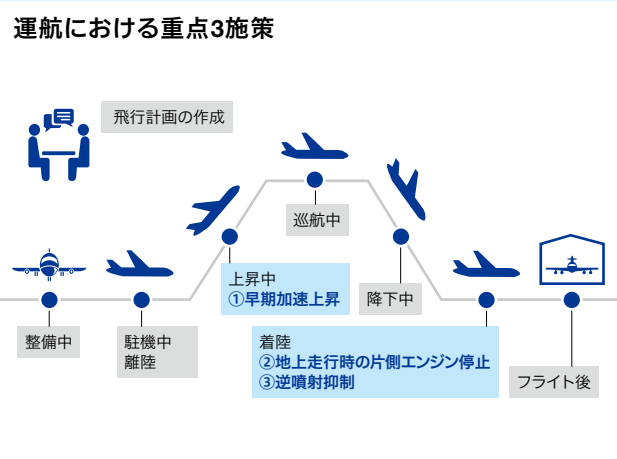 運航における重点3施策
飛行計画の作成
整備中
駐機中
離陸
上昇中
①早期加速上昇
巡航中
降下中
着陸
②地上走行時の片側エンジン停止
③逆噴射抑制
フライト後